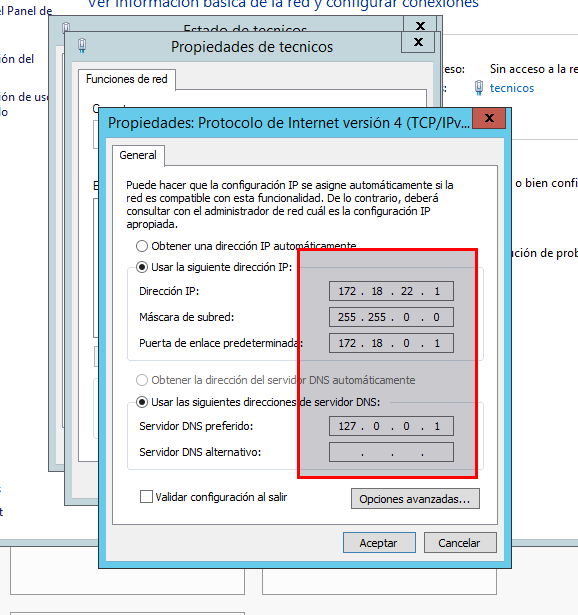 Ver información básica de la red y configurar conexiones
el Panel de
Estado de tecnicos
x
Propiedades de tecnicos
x
ión del
ción de us
do
Funciones de red
eso:
Sin acceso a la re
s:
tecnicos
Propiedades: Protocolo de Internet versión 4 (TCP/IPv...
x
General
Puede hacer que la configuración IP se asigne automáticamente si la
red es compatible con esta funcionalidad. De lo contrario, deberá
consultar con el administrador de red cuál es la configuración IP
apropiada.
o bien confi
Obtener una dirección IP automáticamente
ución de prob
Usar la siguiente dirección IP:
Dirección IP:
172 . 18 . 22 . 1
Máscara de subred:
255 . 255 . 0 . 0
Puerta de enlace predeterminada:
172 . 18 . 0 . 1
Obtener la dirección del servidor DNS automáticamente
Usar las siguientes direcciones de servidor DNS:
Servidor DNS preferido:
127 . 0 . 0 . 1
Servidor DNS alternativo:
. . .
Validar configuración al salir
Opciones avanzadas...
Aceptar
Cancelar